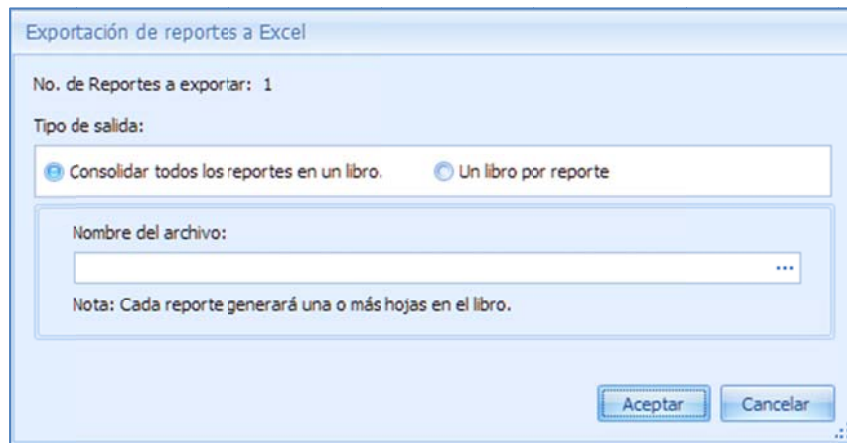 Exportación de reportes a Excel
No. de Reportes a exportar: 1
Tipo de salida:
Consolidar todos los reportes en un libro. Un libro por reporte
Nombre del archivo:
...
Nota: Cada reporte generará una o más hojas en el libro.
Aceptar Cancelar